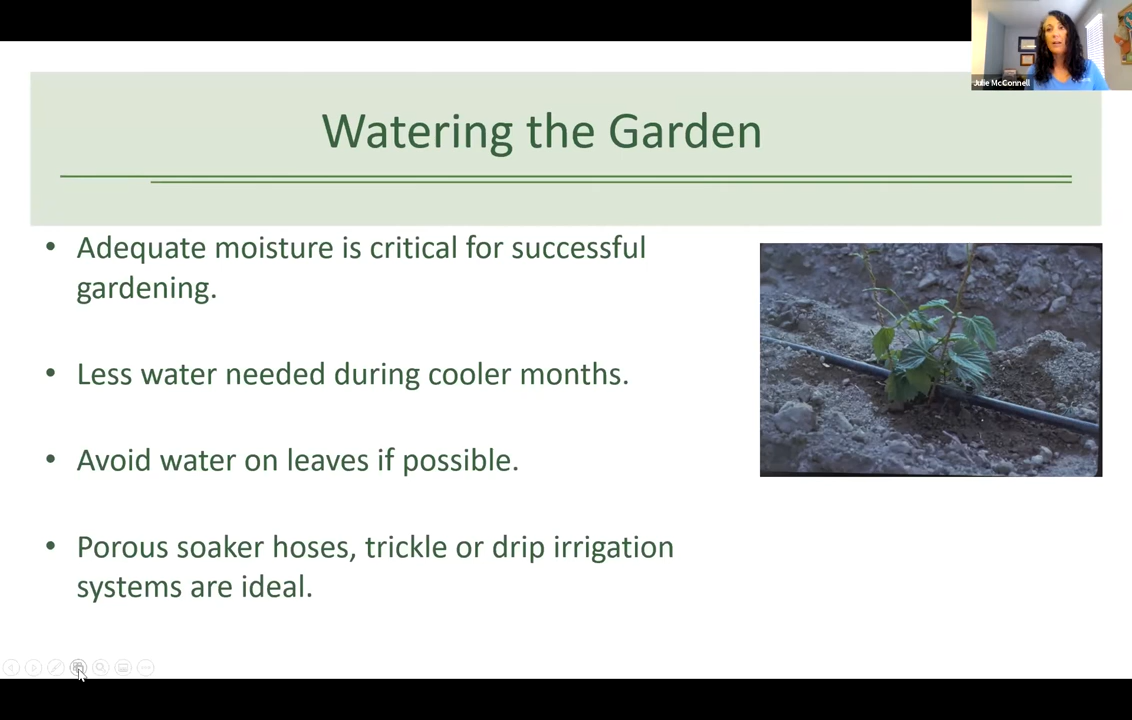 Julie McConnell
Watering the Garden
• Adequate moisture is critical for successful
gardening.
• Less water needed during cooler months.
• Avoid water on leaves if possible.
• Porous soaker hoses, trickle or drip irrigation
systems are ideal.